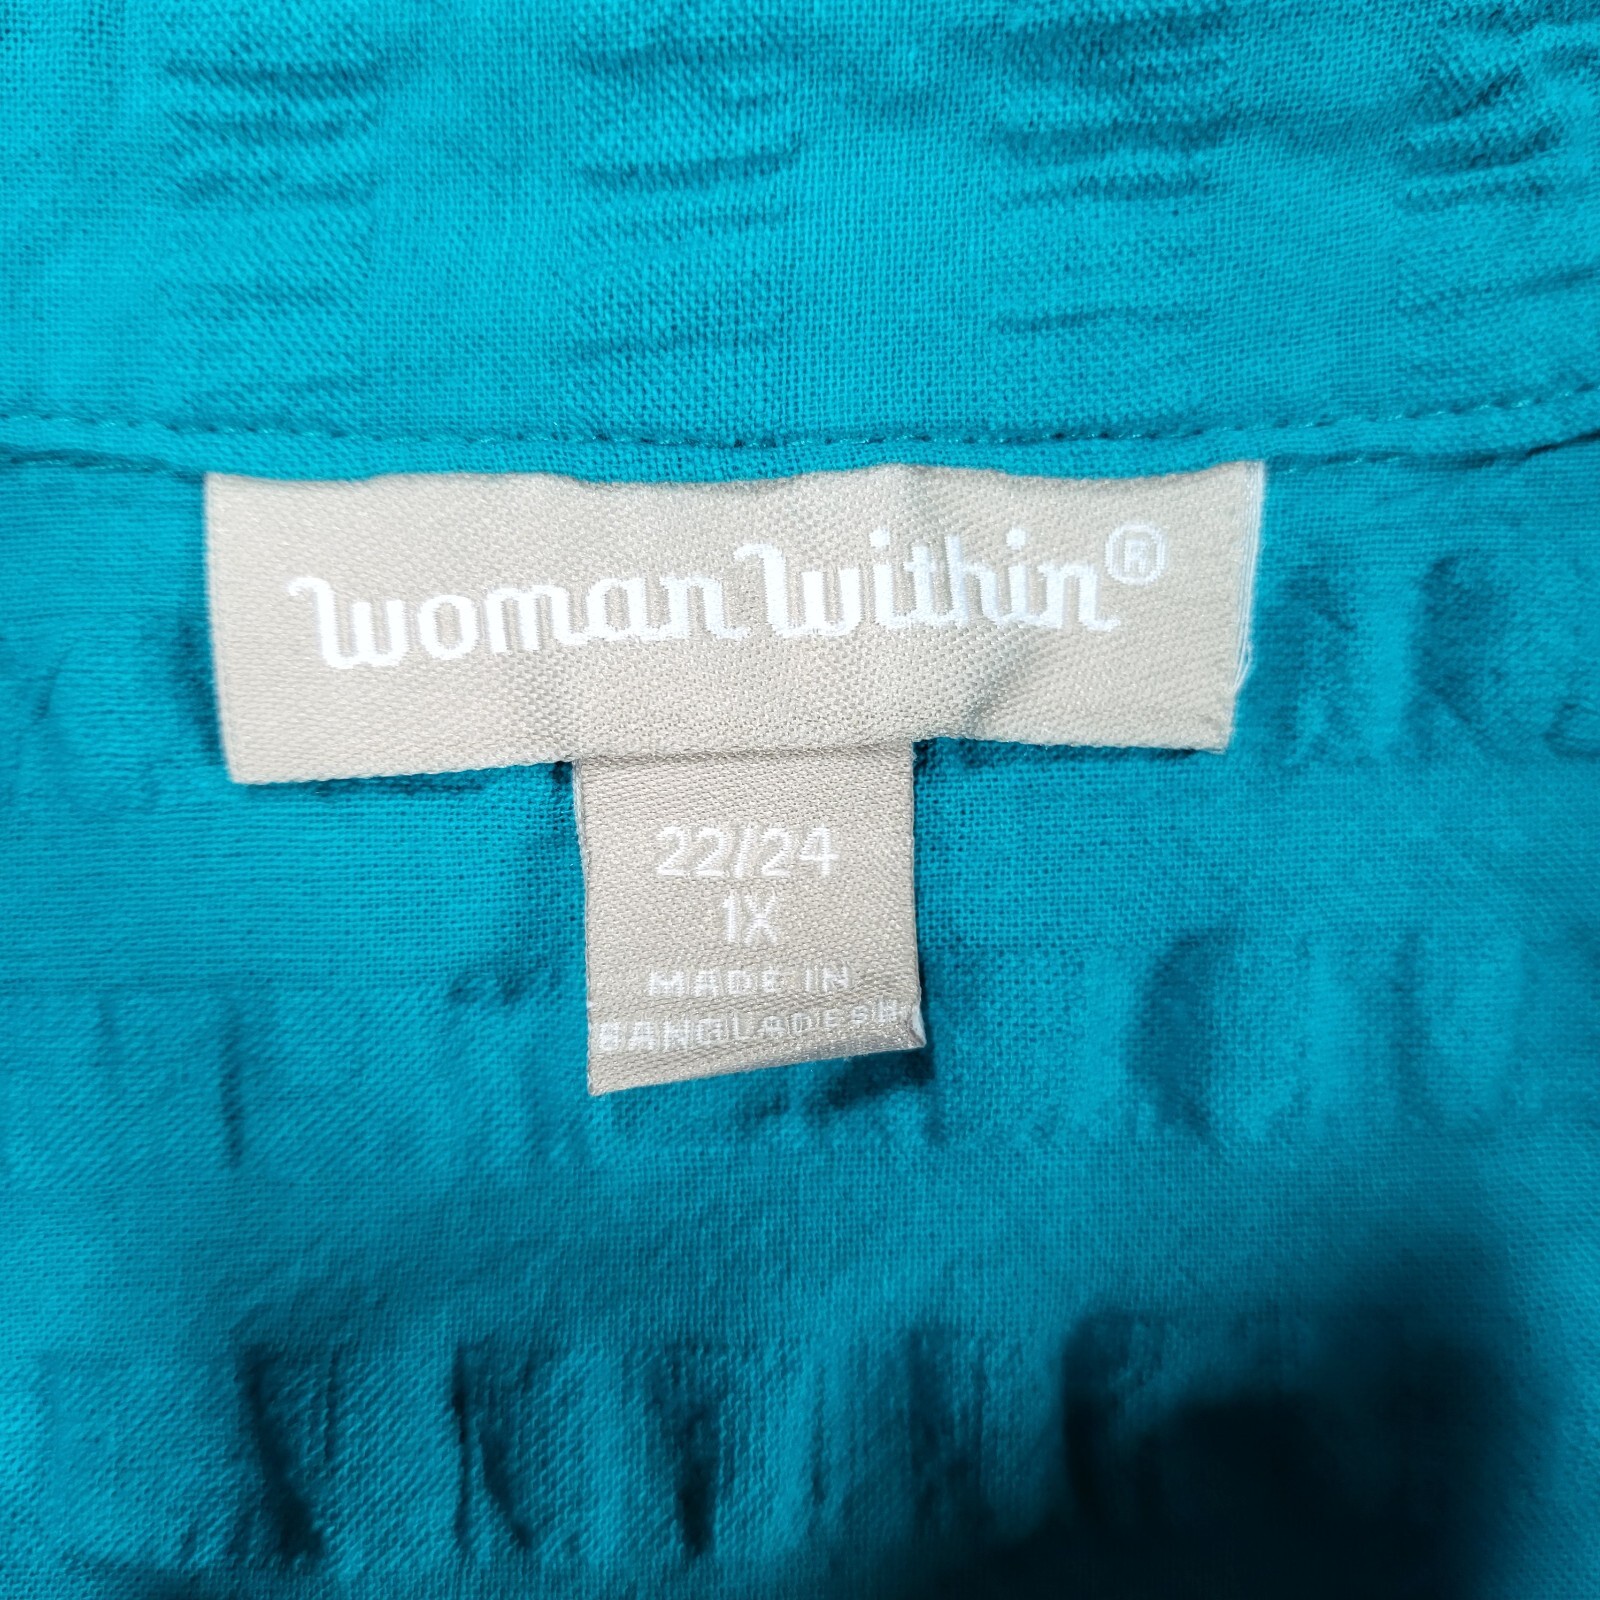 woman within®
22/24
1X
MADE IN
BANGLADESH